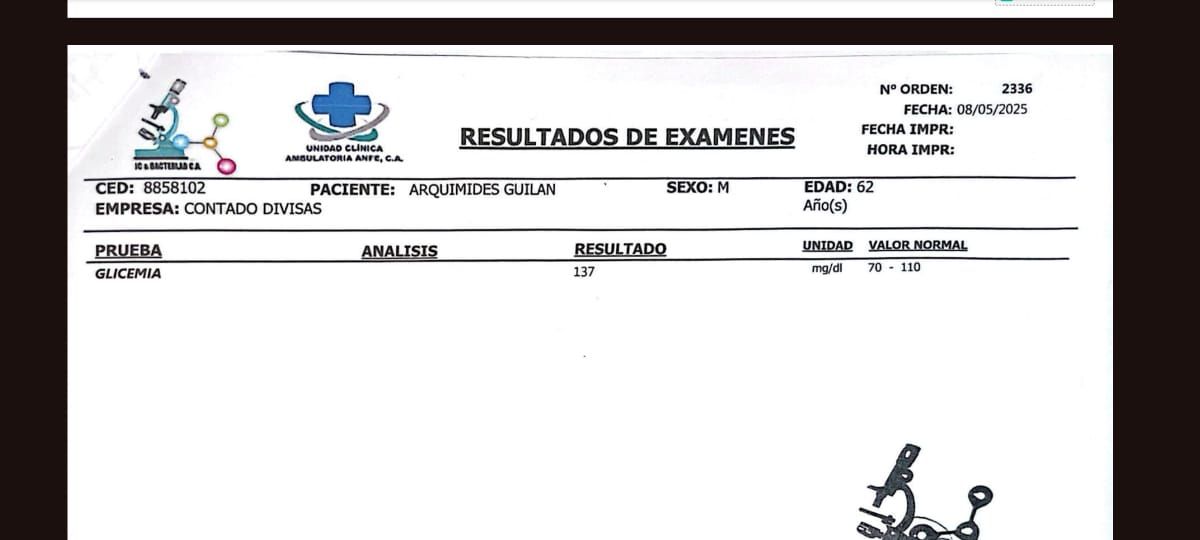 Nº ORDEN: 2336
FECHA: 08/05/2025
FECHA IMPR:
HORA IMPR:
IC & BACTERLAB C.A.
UNIDAD CLÍNICA
AMBULATORIA ANFE, C.A.
RESULTADOS DE EXAMENES
CED: 8858102 PACIENTE: ARQUIMIDES GUILAN SEXO: M EDAD: 62
Año(s)
EMPRESA: CONTADO DIVISAS
PRUEBA ANALISIS RESULTADO UNIDAD VALOR NORMAL
GLICEMIA 137 mg/dl 70 - 110